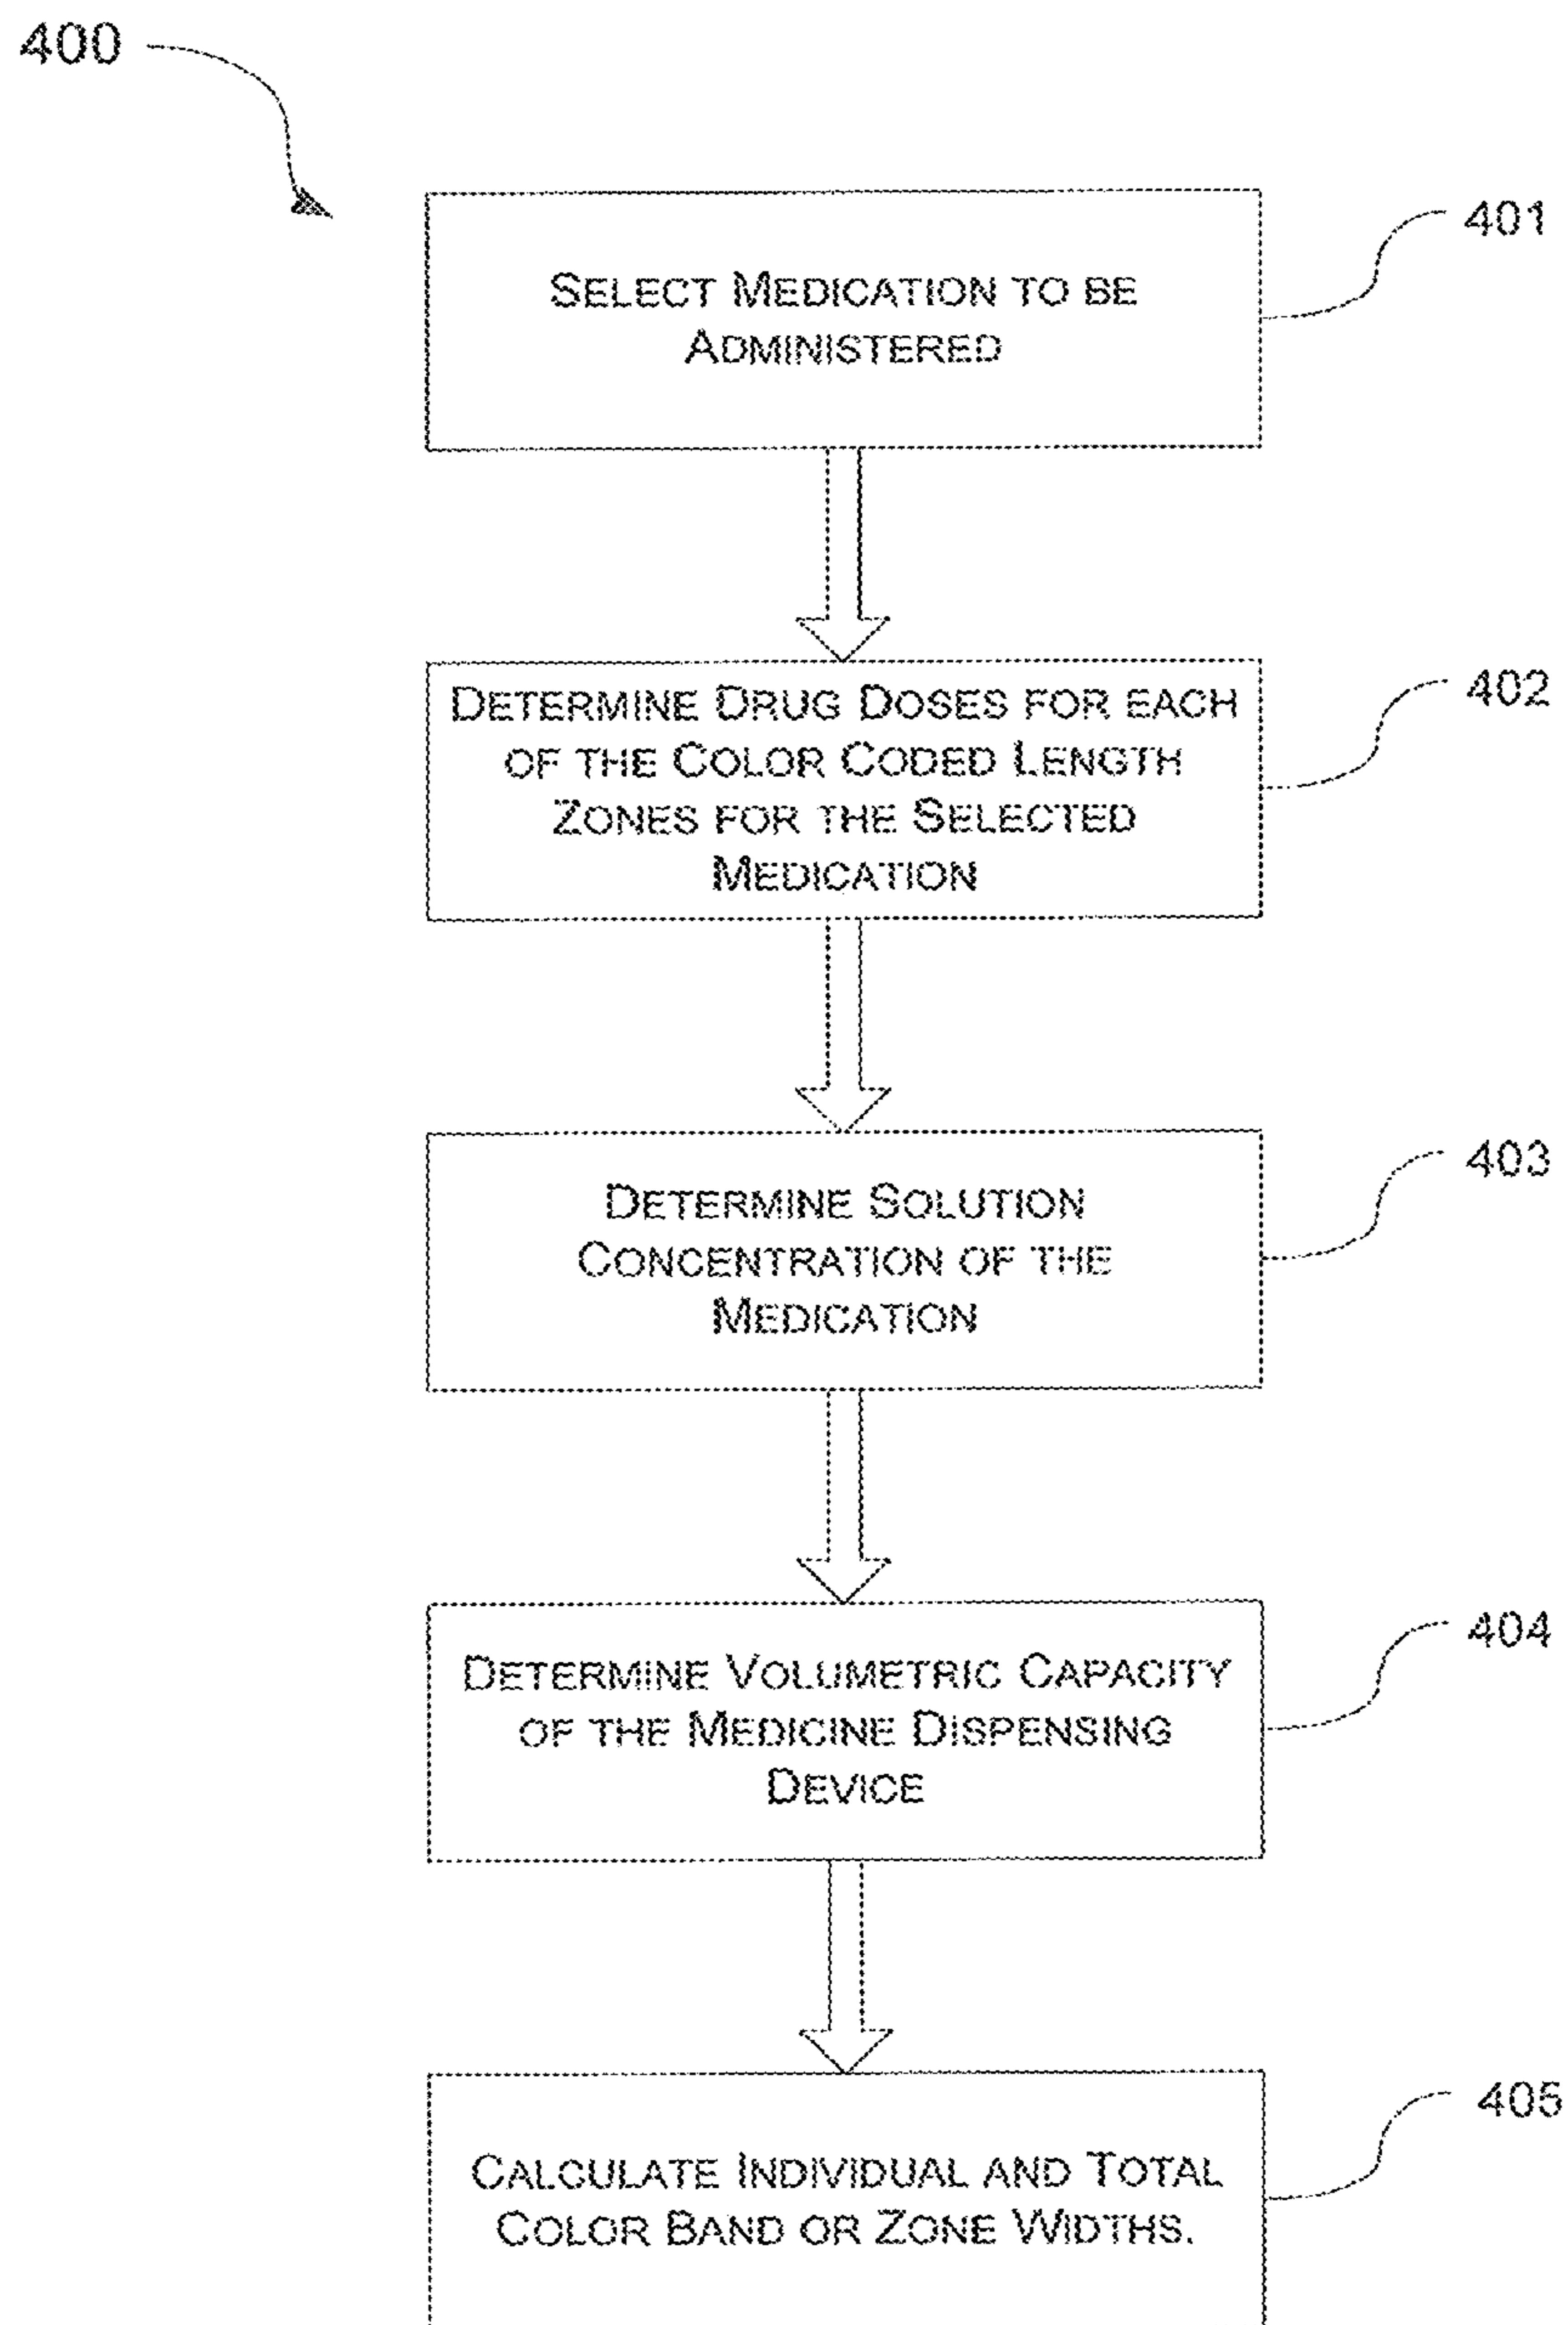 400
401
SELECT MEDICATION TO BE
ADMINISTERED
402
DETERMINE DRUG DOSES FOR EACH
OF THE COLOR CODED LENGTH
ZONES FOR THE SELECTED
MEDICATION
403
DETERMINE SOLUTION
CONCENTRATION OF THE
MEDICATION
404
DETERMINE VOLUMETRIC CAPACITY
OF THE MEDICINE DISPENSING
DEVICE
405
CALCULATE INDIVIDUAL AND TOTAL
COLOR BAND OR ZONE WIDTHS.